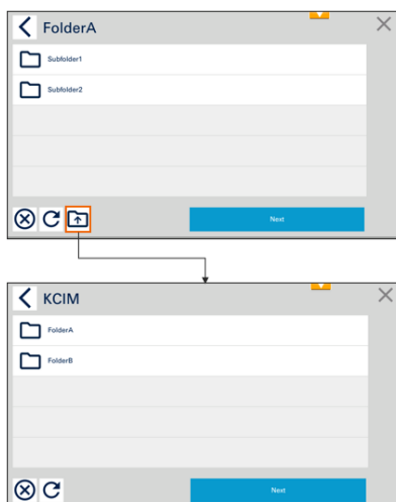 FolderA
Subfolder1
Subfolder2
Next
KCIM
FolderA
FolderB
Next